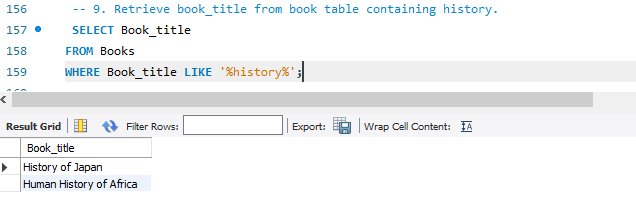 156 -- 9. Retrieve book_title from book table containing history.
157 SELECT Book_title
158 FROM Books
159 WHERE Book_title LIKE '%history%';
Result Grid Filter Rows: Export: Wrap Cell Content:
Book_title
History of Japan
Human History of Africa